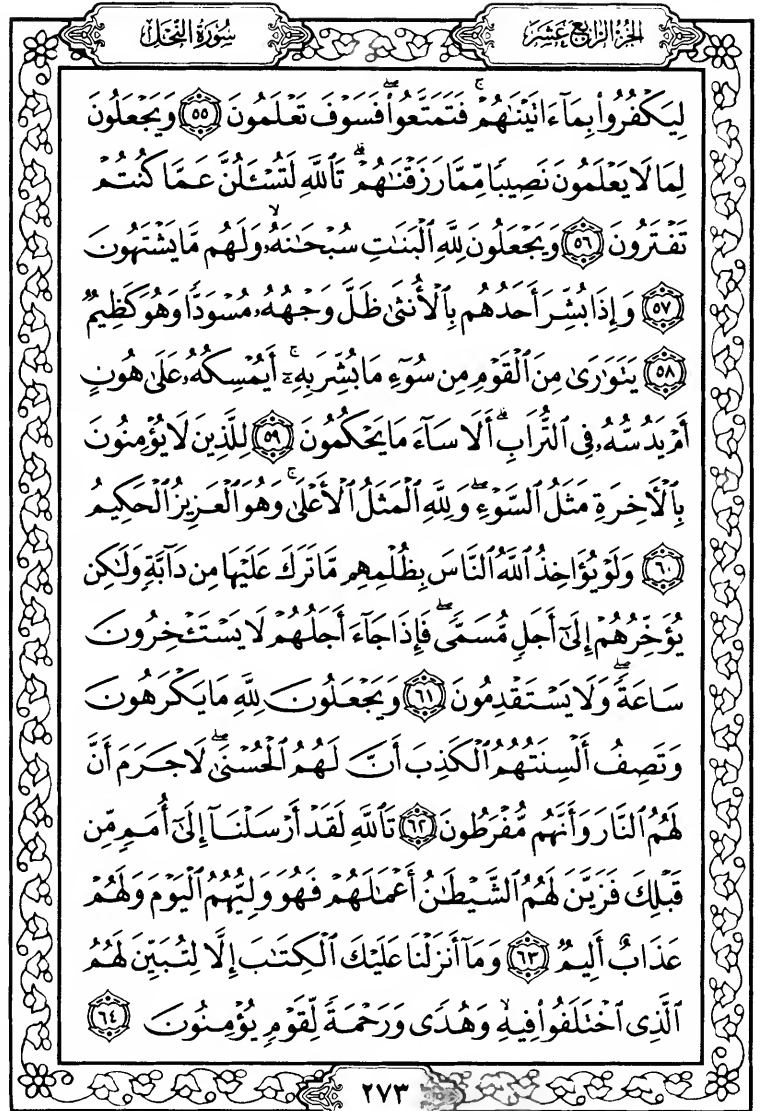 الجزء الرابع عشر
سورة النحل
لِيَكْفُرُوا۟ بِمَآ ءَاتَيْنَٰهُمْ ۚ فَتَمَتَّعُوا۟ ۖ فَسَوْفَ تَعْلَمُونَ ٥٥ وَيَجْعَلُونَ
لِمَا لَا يَعْلَمُونَ نَصِيبًا مِّمَّا رَزَقْنَٰهُمْ ۗ تَٱللَّهِ لَتُسْـَٔلُنَّ عَمَّا كُنتُمْ
تَفْتَرُونَ ٥٦ وَيَجْعَلُونَ لِلَّهِ ٱلْبَنَٰتِ سُبْحَٰنَهُۥ ۙ وَلَهُم مَّا يَشْتَهُونَ
٥٧ وَإِذَا بُشِّرَ أَحَدُهُم بِٱلْأُنثَىٰ ظَلَّ وَجْهُهُۥ مُسْوَدًّا وَهُوَ كَظِيمٌ
٥٨ يَتَوَٰرَىٰ مِنَ ٱلْقَوْمِ مِن سُوٓءِ مَا بُشِّرَ بِهِۦٓ ۚ أَيُمْسِكُهُۥ عَلَىٰ هُونٍ
أَمْ يَدُسُّهُۥ فِى ٱلتُّرَابِ ۗ أَلَا سَآءَ مَا يَحْكُمُونَ ٥٩ لِلَّذِينَ لَا يُؤْمِنُونَ
بِٱلْأَخِرَةِ مَثَلُ ٱلسَّوْءِ ۖ وَلِلَّهِ ٱلْمَثَلُ ٱلْأَعْلَىٰ ۚ وَهُوَ ٱلْعَزِيزُ ٱلْحَكِيمُ
٦٠ وَلَوْ يُؤَاخِذُ ٱللَّهُ ٱلنَّاسَ بِظُلْمِهِم مَّا تَرَكَ عَلَيْهَا مِن دَآبَّةٍ وَلَٰكِن
يُؤَخِّرُهُمْ إِلَىٰٓ أَجَلٍ مُّسَمًّى ۖ فَإِذَا جَآءَ أَجَلُهُمْ لَا يَسْتَـْٔخِرُونَ
سَاعَةً ۖ وَلَا يَسْتَقْدِمُونَ ٦١ وَيَجْعَلُونَ لِلَّهِ مَا يَكْرَهُونَ
وَتَصِفُ أَلْسِنَتُهُمُ ٱلْكَذِبَ أَنَّ لَهُمُ ٱلْحُسْنَىٰ ۖ لَا جَرَمَ أَنَّ
لَهُمُ ٱلنَّارَ وَأَنَّهُم مُّفْرَطُونَ ٦٢ تَٱللَّهِ لَقَدْ أَرْسَلْنَآ إِلَىٰٓ أُمَمٍ مِّن
قَبْلِكَ فَزَيَّنَ لَهُمُ ٱلشَّيْطَٰنُ أَعْمَٰلَهُمْ فَهُوَ وَلِيُّهُمُ ٱلْيَوْمَ وَلَهُمْ
عَذَابٌ أَلِيمٌ ٦٣ وَمَآ أَنزَلْنَا عَلَيْكَ ٱلْكِتَٰبَ إِلَّا لِتُبَيِّنَ لَهُمُ
ٱلَّذِى ٱخْتَلَفُوا۟ فِيهِ ۙ وَهُدًى وَرَحْمَةً لِّقَوْمٍ يُؤْمِنُونَ ٦٤
٢٧٣